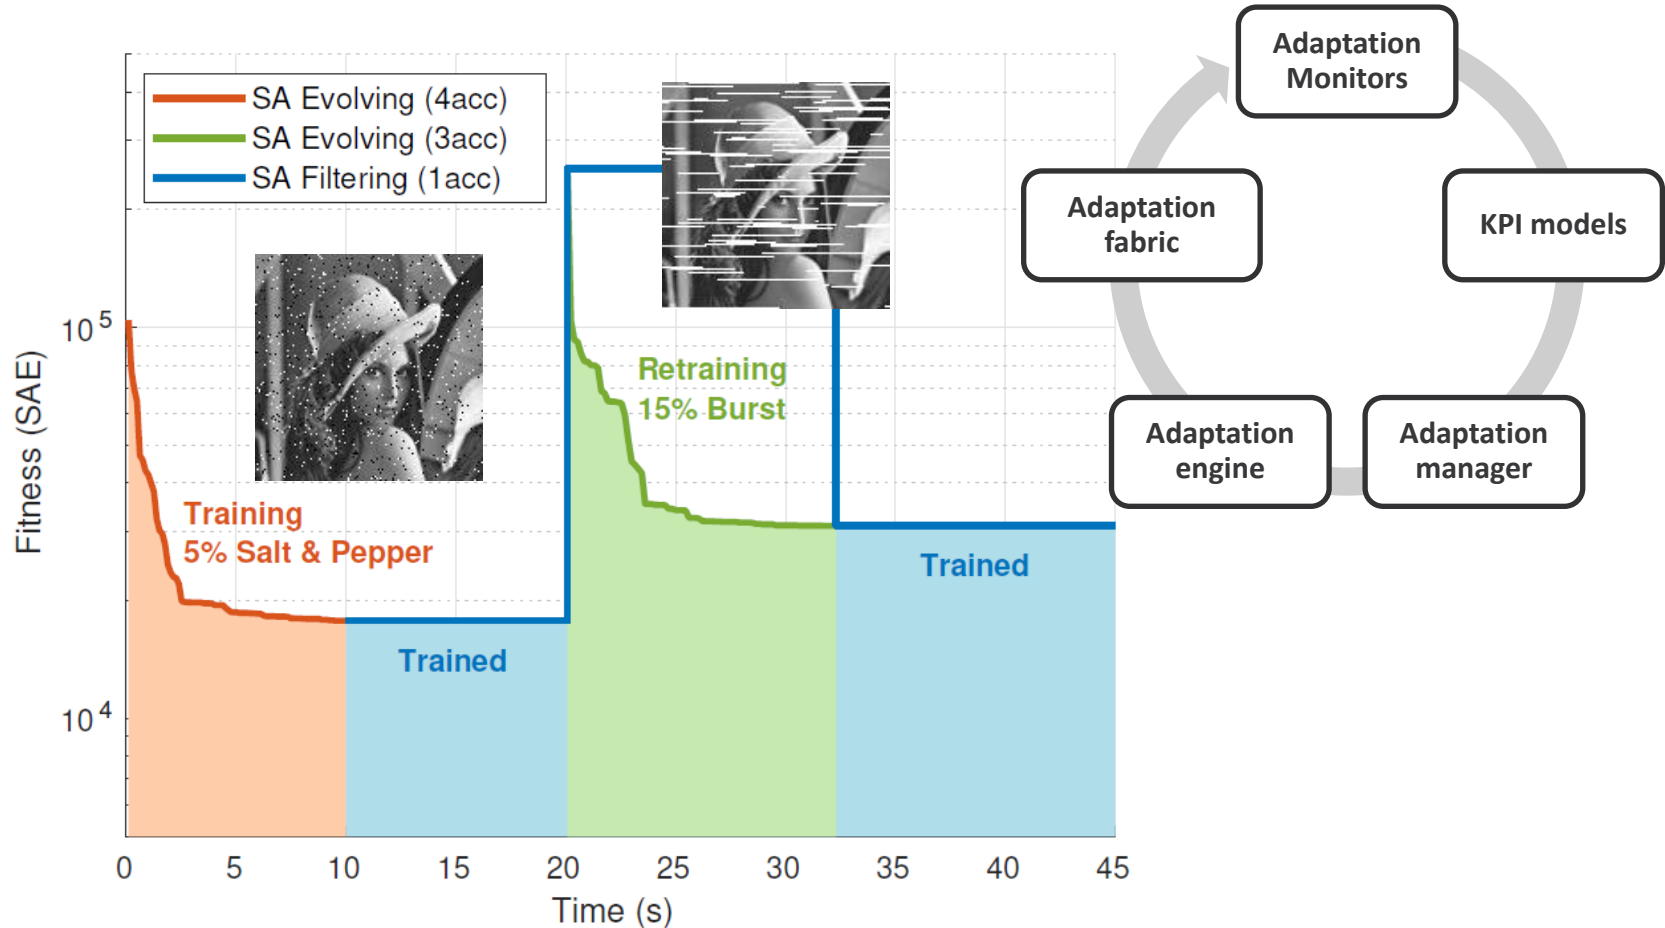 SA Evolving (4acc)
SA Evolving (3acc)
SA Filtering (1acc)
Fitness (SAE)
10^5
10^4
Training
5% Salt & Pepper
Trained
Retraining
15% Burst
Trained
0 5 10 15 20 25 30 35 40 45
Time (s)
Adaptation
Monitors
KPI models
Adaptation
manager
Adaptation
engine
Adaptation
fabric